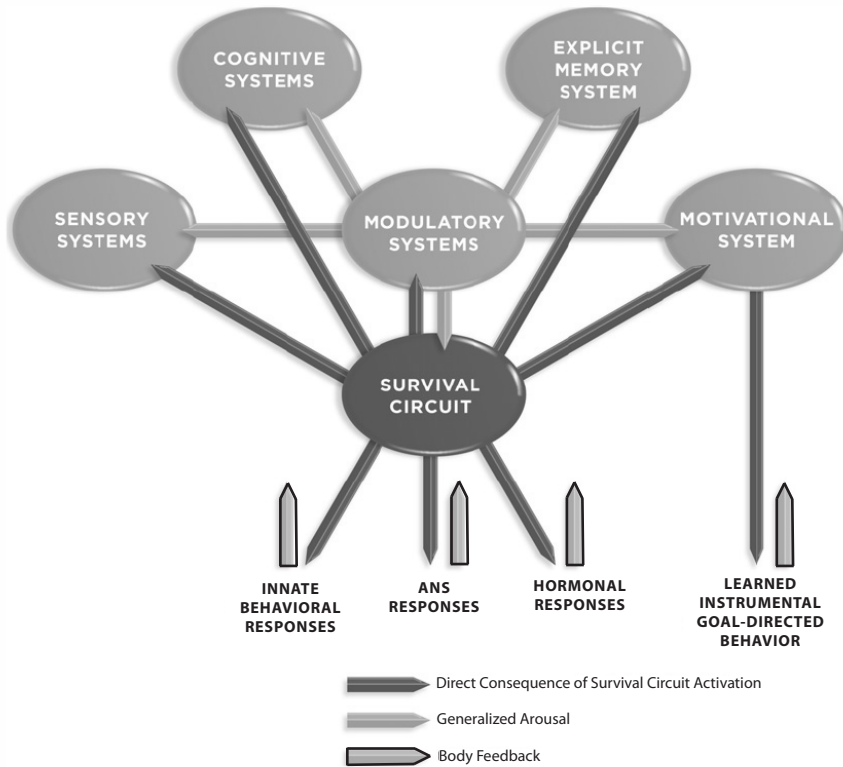 COGNITIVE
SYSTEMS
EXPLICIT
MEMORY
SYSTEM
SENSORY
SYSTEMS
MODULATORY
SYSTEMS
MOTIVATIONAL
SYSTEM
SURVIVAL
CIRCUIT
INNATE
BEHAVIORAL
RESPONSES
ANS
RESPONSES
HORMONAL
RESPONSES
LEARNED
INSTRUMENTAL
GOAL-DIRECTED
BEHAVIOR
Direct Consequence of Survival Circuit Activation
Generalized Arousal
Body Feedback